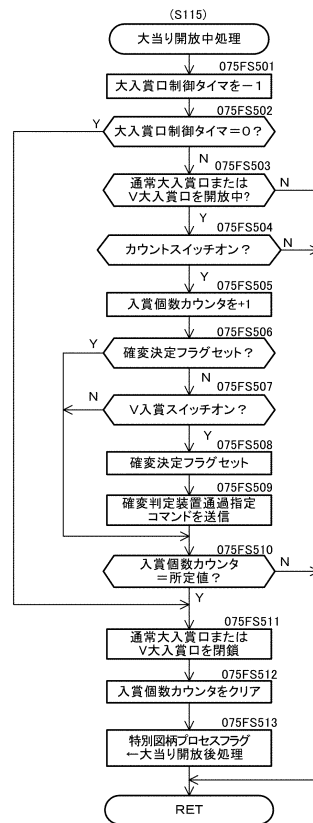 (S115)
大当り開放中処理
075FS501
大入賞口制御タイマを－1
075FS502
Y
大入賞口制御タイマ＝0？
N
075FS503
通常大入賞口または
V大入賞口を開放中?
N
Y
075FS504
カウントスイッチオン？
N
Y
075FS505
入賞個数カウンタを+1
075FS506
Y
確変決定フラグセット？
N
075FS507
N
V入賞スイッチオン？
Y
075FS508
確変決定フラグセット
075FS509
確変判定装置通過指定
コマンドを送信
075FS510
入賞個数カウンタ
＝所定値？
N
Y
075FS511
通常大入賞口または
V大入賞口を閉鎖
075FS512
入賞個数カウンタをクリア
075FS513
特別図柄プロセスフラグ
←大当り開放後処理
RET